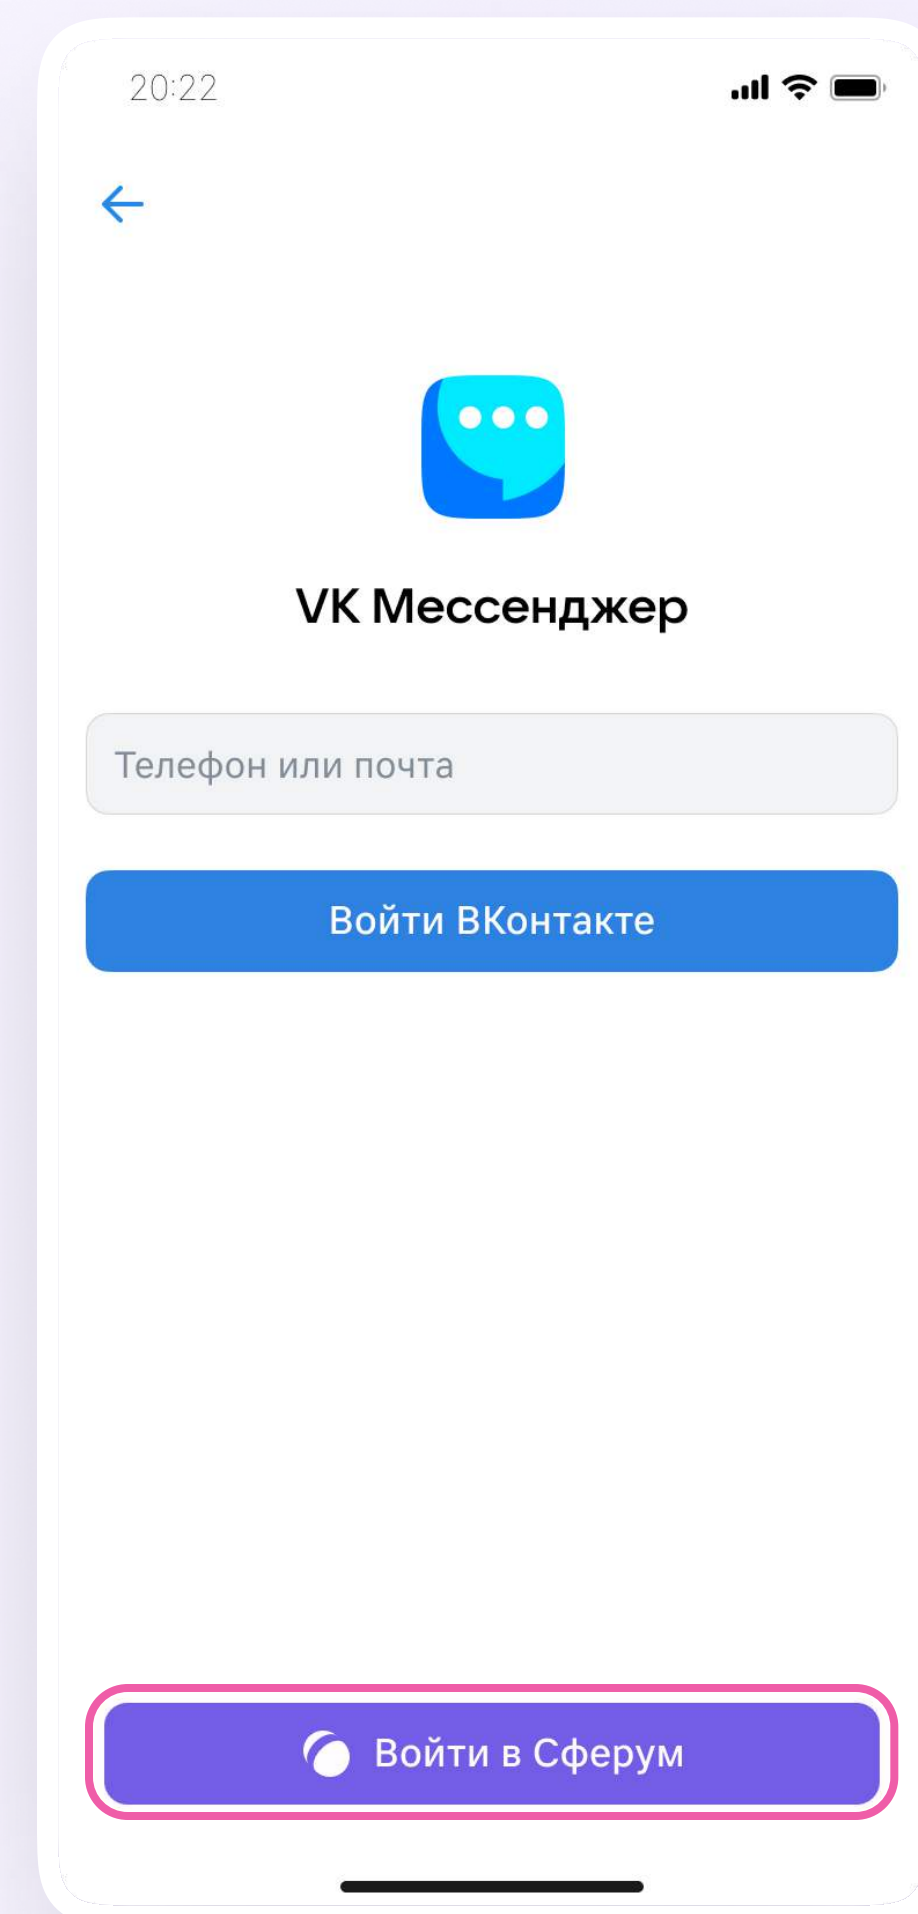 20:22
VK Мессенджер
Телефон или почта
Войти ВКонтакте
Войти в Сферум